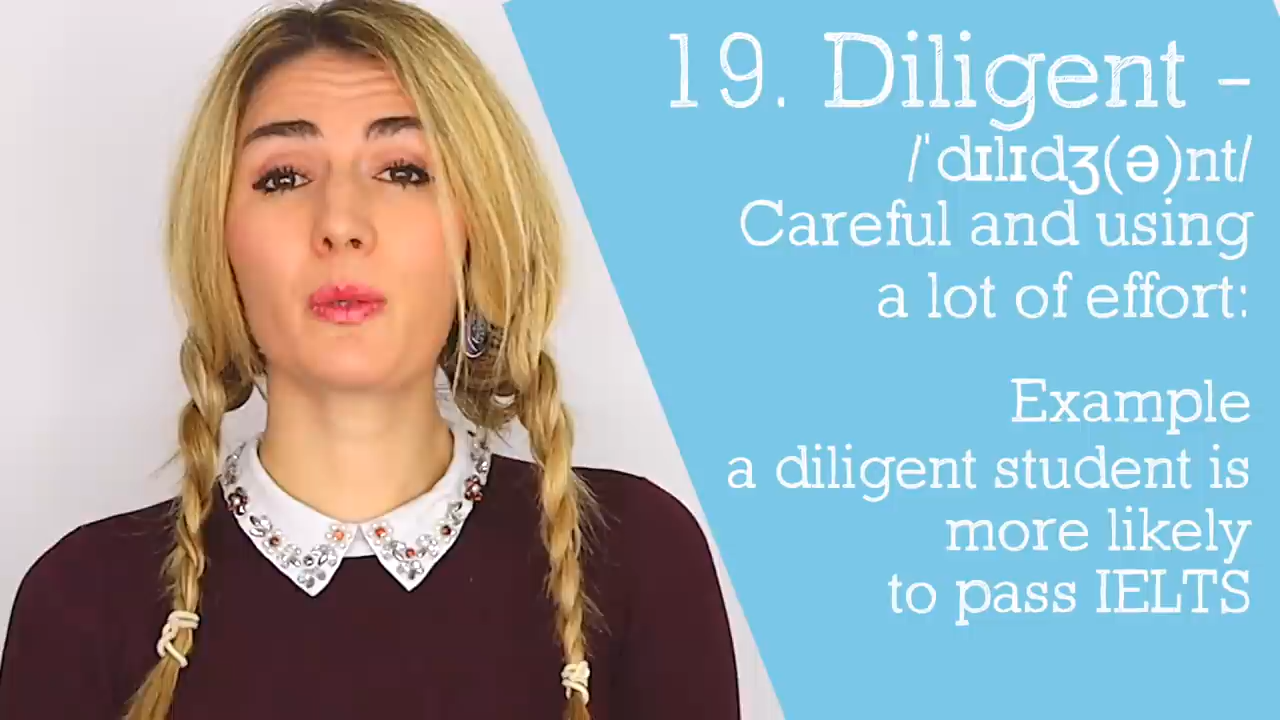 19. Diligent -
/ˈdɪlɪdʒ(ə)nt/
Careful and using
a lot of effort:
Example
a diligent student is
more likely
to pass IELTS